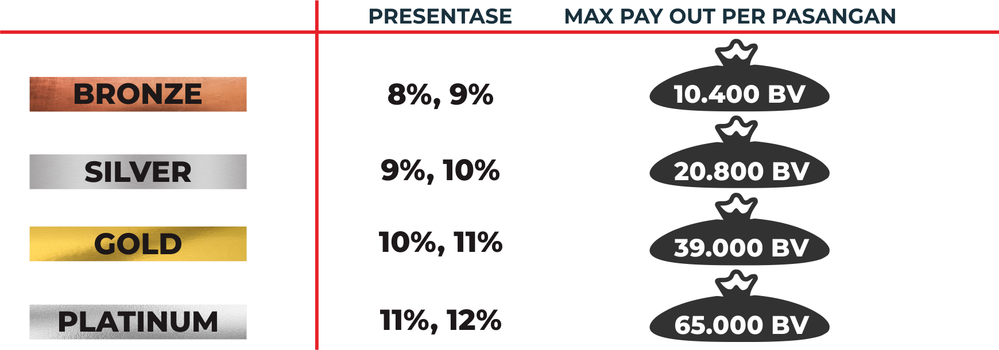 PRESENTASE MAX PAY OUT PER PASANGAN
BRONZE 8%, 9% 10.400 BV
SILVER 9%, 10% 20.800 BV
GOLD 10%, 11% 39.000 BV
PLATINUM 11%, 12% 65.000 BV